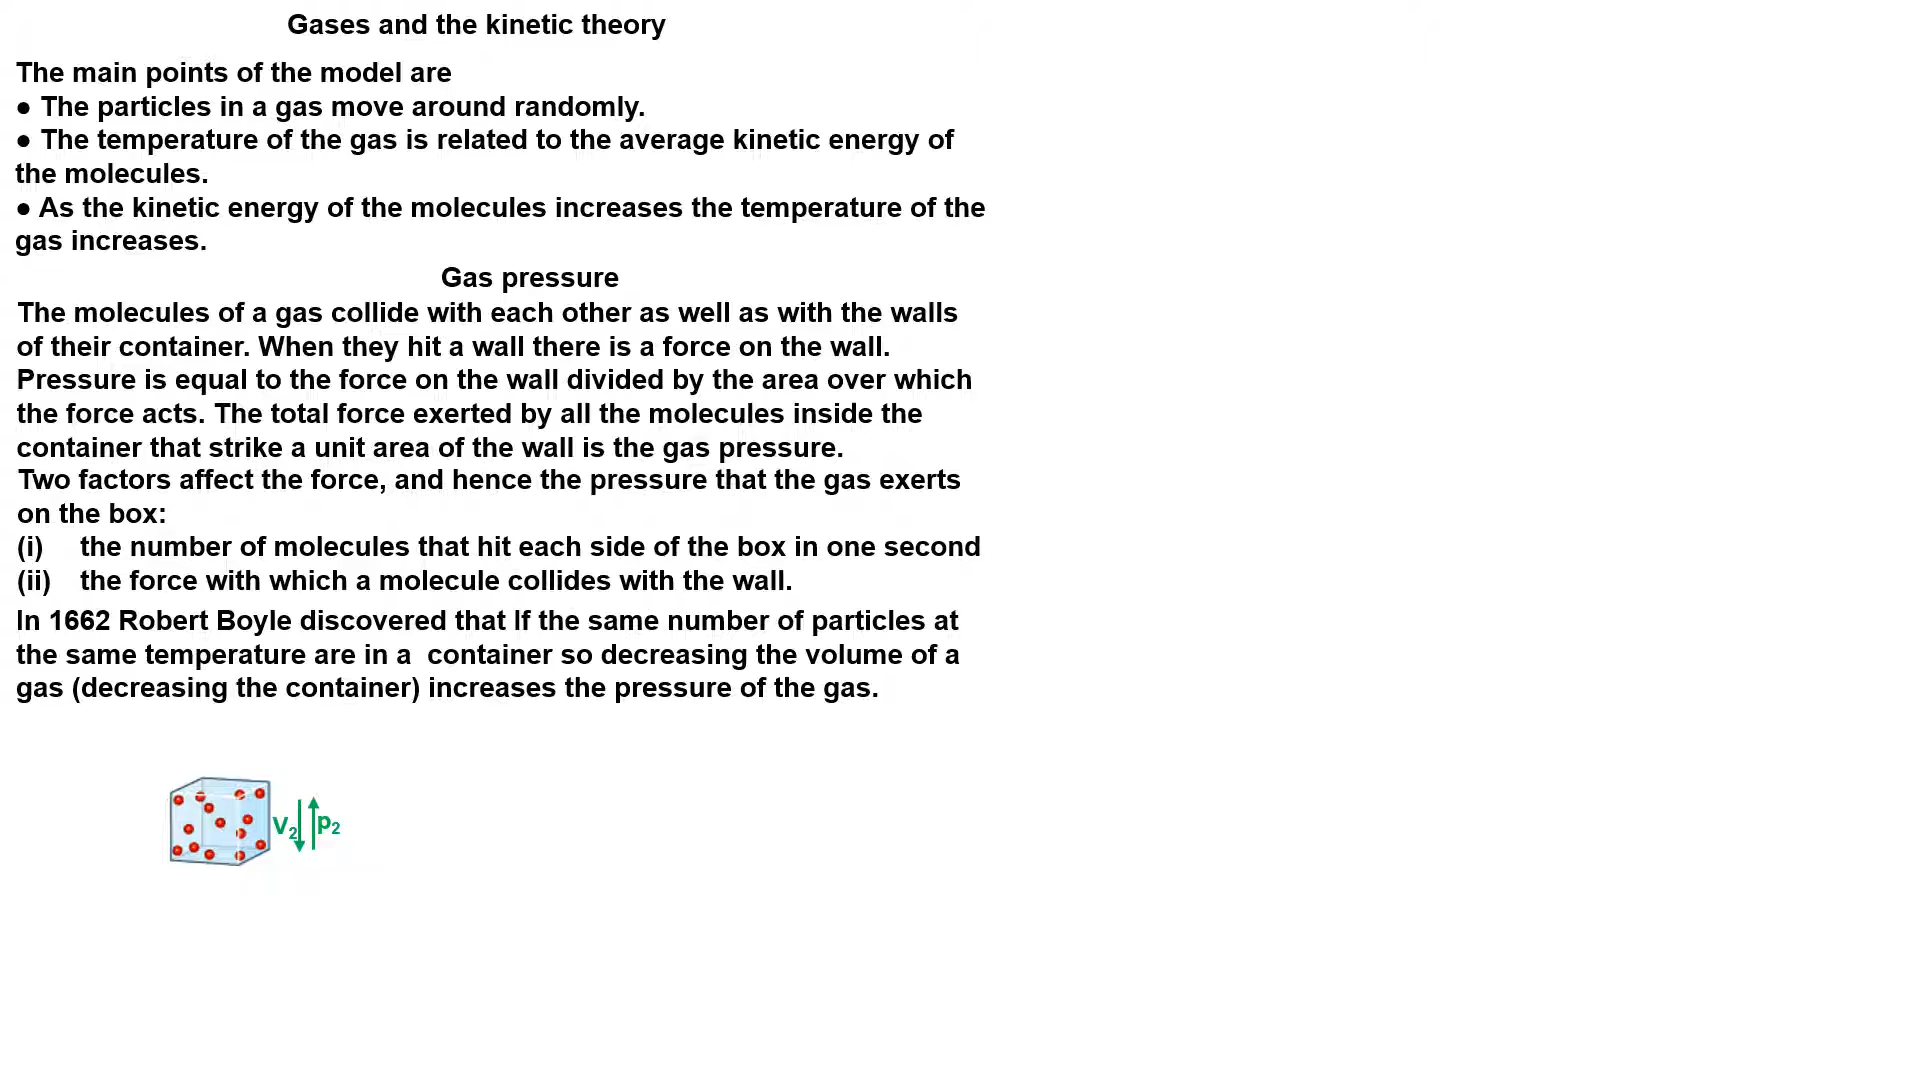 Gases and the kinetic theory
The main points of the model are
● The particles in a gas move around randomly.
● The temperature of the gas is related to the average kinetic energy of
the molecules.
● As the kinetic energy of the molecules increases the temperature of the
gas increases.
Gas pressure
The molecules of a gas collide with each other as well as with the walls
of their container. When they hit a wall there is a force on the wall.
Pressure is equal to the force on the wall divided by the area over which
the force acts. The total force exerted by all the molecules inside the
container that strike a unit area of the wall is the gas pressure.
Two factors affect the force, and hence the pressure that the gas exerts
on the box:
(i) the number of molecules that hit each side of the box in one second
(ii) the force with which a molecule collides with the wall.
In 1662 Robert Boyle discovered that If the same number of particles at
the same temperature are in a container so decreasing the volume of a
gas (decreasing the container) increases the pressure of the gas.
V₂ p₂